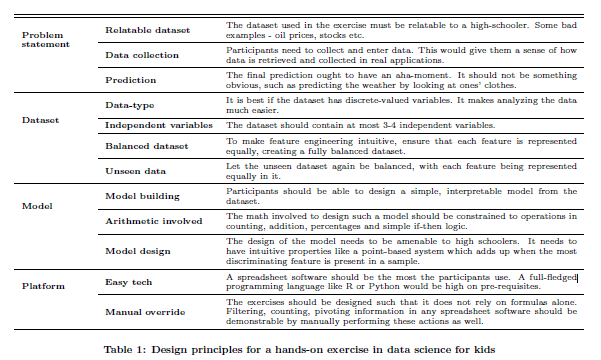 Problem statement
Relatable dataset
The dataset used in the exercise must be relatable to a high-schooler. Some bad
examples - oil prices, stocks etc.
Data collection
Participants need to collect and enter data. This would give them a sense of how
data is retrieved and collected in real applications.
Prediction
The final prediction ought to have an aha-moment. It should not be something
obvious, such as predicting the weather by looking at ones' clothes.
Dataset
Data-type
It is best if the dataset has discrete-valued variables. It makes analyzing the data
much easier.
Independent variables
The dataset should contain at most 3-4 independent variables.
Balanced dataset
To make feature engineering intuitive, ensure that each feature is represented
equally, creating a fully balanced dataset.
Unseen data
Let the unseen dataset again be balanced, with each feature being represented
equally in it.
Model
Model building
Participants should be able to design a simple, interpretable model from the
dataset.
Arithmetic involved
The math involved to design such a model should be constrained to operations in
counting, addition, percentages and simple if-then logic.
Model design
The design of the model needs to be amenable to high schoolers. It needs to
have intuitive properties like a point-based system which adds up when the most
discriminating feature is present in a sample.
Platform
Easy tech
A spreadsheet software should be the most the participants use. A full-fledged
programming language like R or Python would be high on pre-requisites.
Manual override
The exercises should be designed such that it does not rely on formulas alone.
Filtering, counting, pivoting information in any spreadsheet software should be
demonstrable by manually performing these actions as well.
Table 1: Design principles for a hands-on exercise in data science for kids